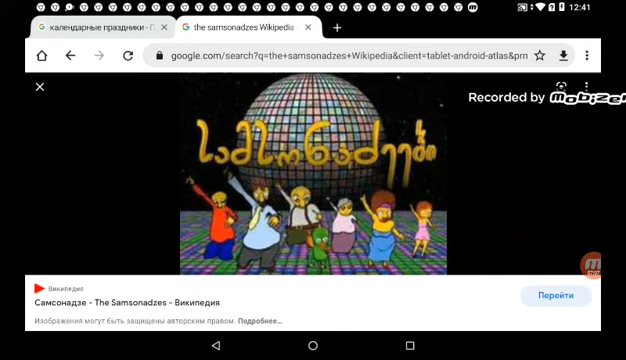 12:41
календарные праздники - П
the samsonadzes Wikipedia
google.com/search?q=the+samsonadzes+Wikipedia&client=tablet-android-atlas&prn
Recorded by mobizen
სამსონაძეები
Википедия
Самсонадзе - The Samsonadzes - Википедия
Перейти
Изображения могут быть защищены авторским правом. Подробнее...